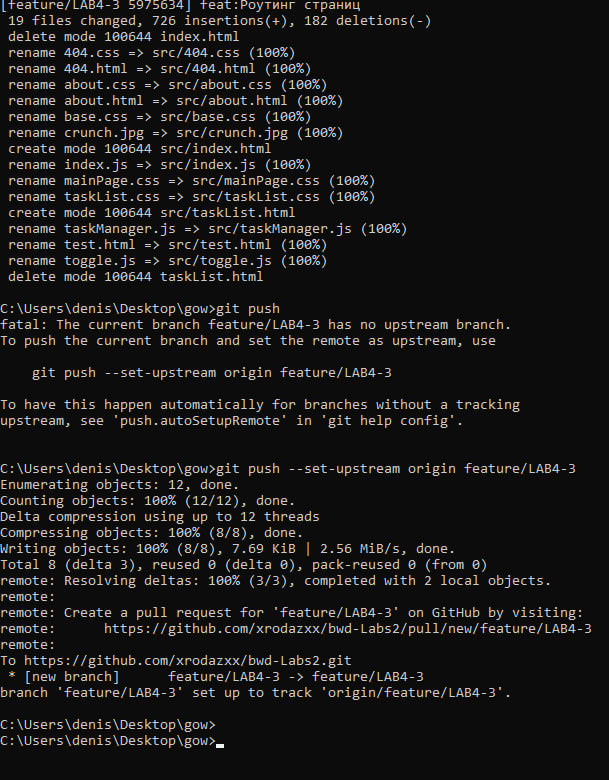 [feature/LAB4-3 5975634] feat:Роутинг страниц
19 files changed, 726 insertions(+), 182 deletions(-)
delete mode 100644 index.html
rename 404.css => src/404.css (100%)
rename 404.html => src/404.html (100%)
rename about.css => src/about.css (100%)
rename about.html => src/about.html (100%)
rename base.css => src/base.css (100%)
rename crunch.jpg => src/crunch.jpg (100%)
create mode 100644 src/index.html
rename index.js => src/index.js (100%)
rename mainPage.css => src/mainPage.css (100%)
rename taskList.css => src/taskList.css (100%)
create mode 100644 src/taskList.html
rename taskManager.js => src/taskManager.js (100%)
rename test.html => src/test.html (100%)
rename toggle.js => src/toggle.js (100%)
delete mode 100644 taskList.html
C:\Users\denis\Desktop\gow>git push
fatal: The current branch feature/LAB4-3 has no upstream branch.
To push the current branch and set the remote as upstream, use
git push --set-upstream origin feature/LAB4-3
To have this happen automatically for branches without a tracking
upstream, see 'push.autoSetupRemote' in 'git help config'.
C:\Users\denis\Desktop\gow>git push --set-upstream origin feature/LAB4-3
Enumerating objects: 12, done.
Counting objects: 100% (12/12), done.
Delta compression using up to 12 threads
Compressing objects: 100% (8/8), done.
Writing objects: 100% (8/8), 7.69 KiB | 2.56 MiB/s, done.
Total 8 (delta 3), reused 0 (delta 0), pack-reused 0 (from 0)
remote: Resolving deltas: 100% (3/3), completed with 2 local objects.
remote:
remote: Create a pull request for 'feature/LAB4-3' on GitHub by visiting:
remote:      https://github.com/xrodazxx/bwd-Labs2/pull/new/feature/LAB4-3
remote:
To https://github.com/xrodazxx/bwd-Labs2.git
* [new branch]      feature/LAB4-3 -> feature/LAB4-3
branch 'feature/LAB4-3' set up to track 'origin/feature/LAB4-3'.
C:\Users\denis\Desktop\gow>
C:\Users\denis\Desktop\gow>